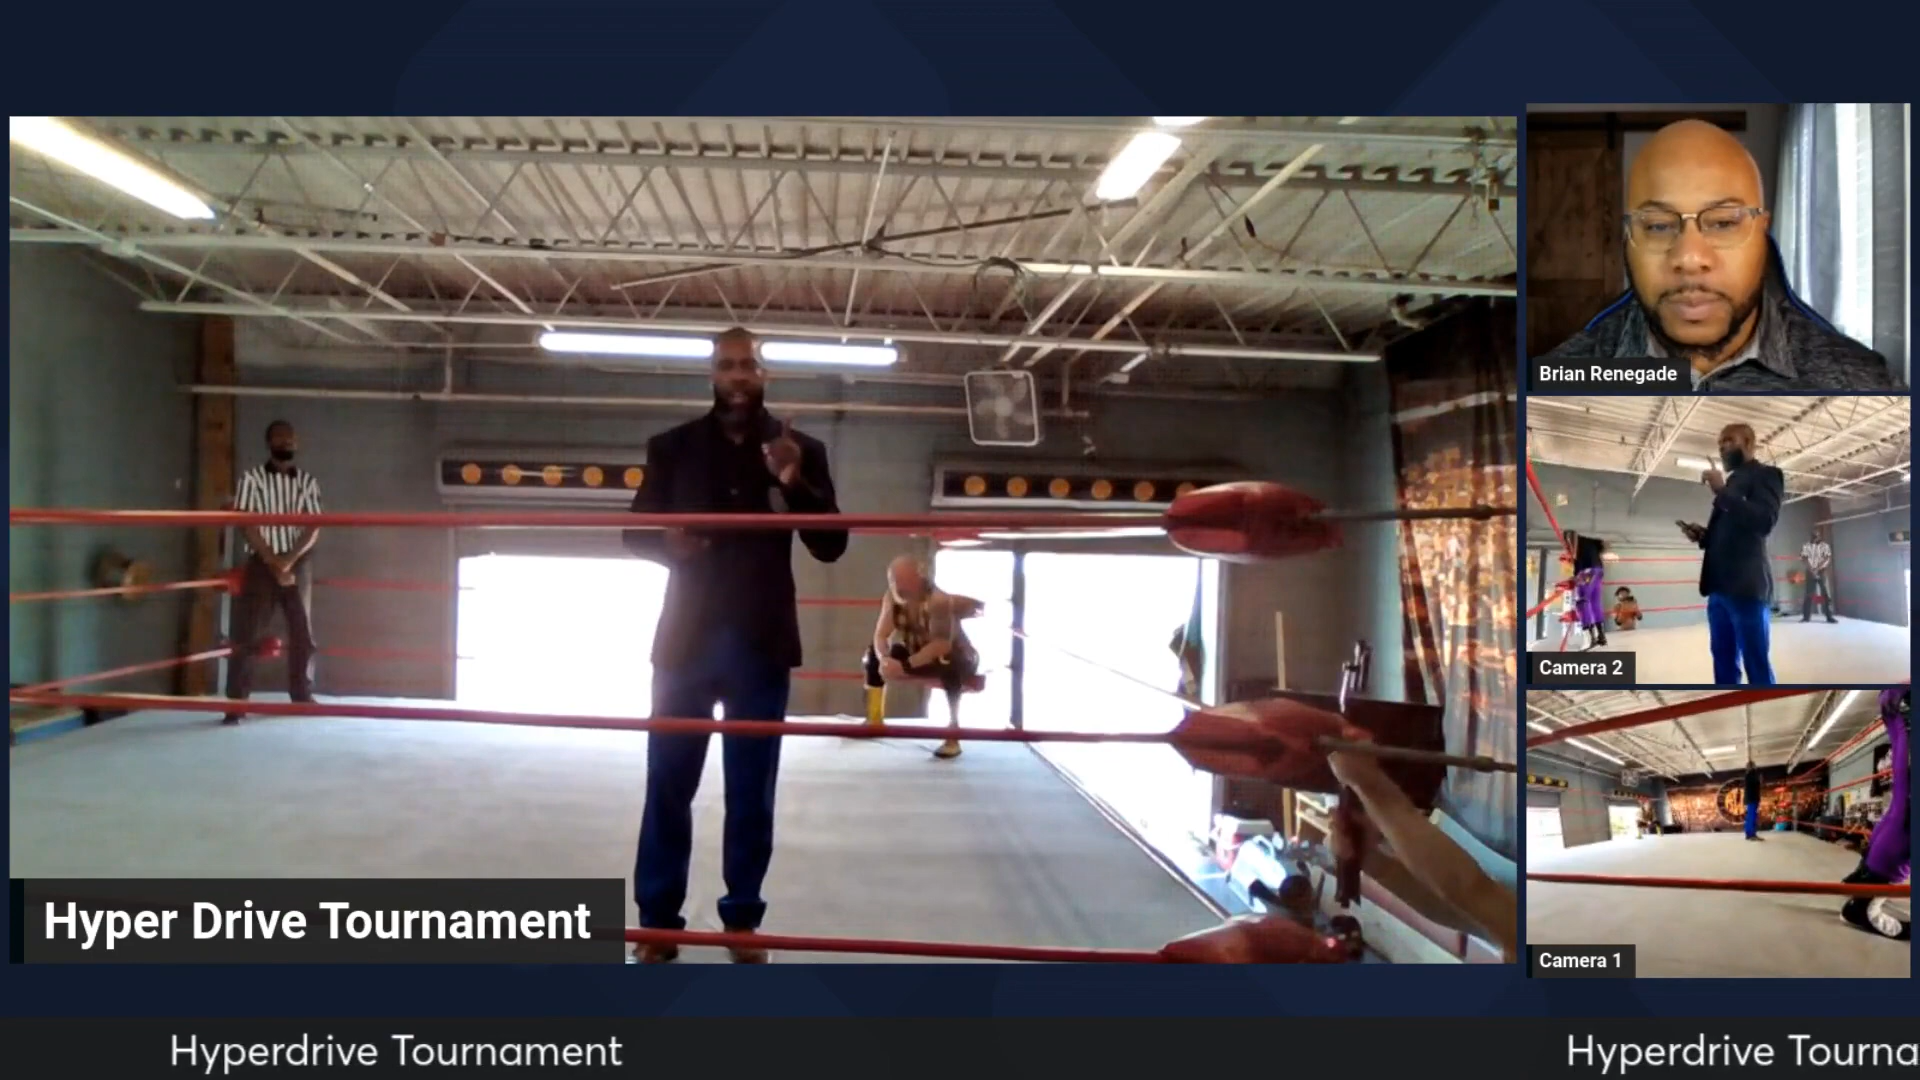 Brian Renegade
Camera 2
Hyper Drive Tournament
Camera 1
Hyperdrive Tournament
Hyperdrive Tourna